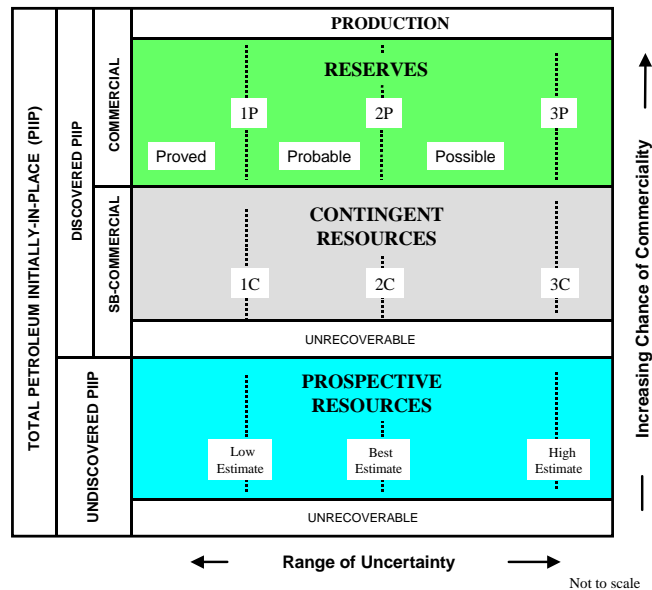 TOTAL PETROLEUM INITIALLY-IN-PLACE (PIIP)
DISCOVERED PIIP
COMMERCIAL
PRODUCTION
RESERVES
1P
2P
3P
Proved
Probable
Possible
SB-COMMERCIAL
CONTINGENT
RESOURCES
1C
2C
3C
UNRECOVERABLE
UNDISCOVERED PIIP
PROSPECTIVE
RESOURCES
Low
Estimate
Best
Estimate
High
Estimate
UNRECOVERABLE
Increasing Chance of Commerciality
Range of Uncertainty
Not to scale